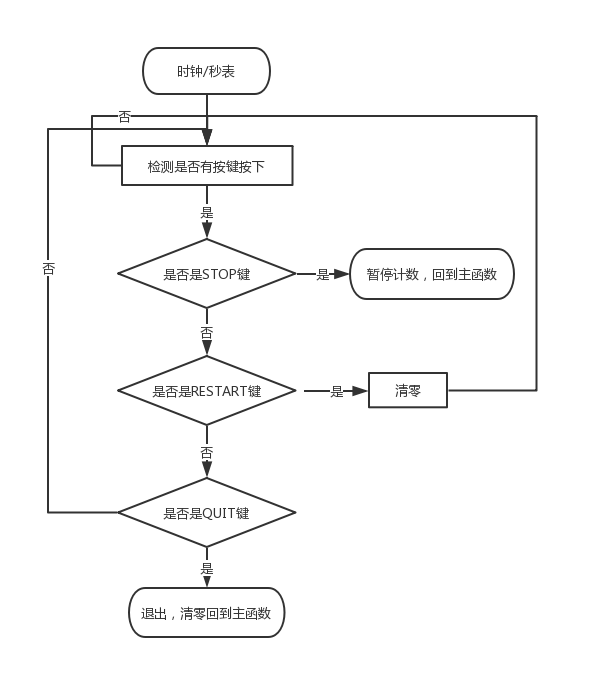 时钟/秒表
否
检测是否有按键按下
是
否
是否是STOP键
是
暂停计数，回到主函数
否
是否是RESTART键
是
清零
否
是否是QUIT键
是
退出，清零回到主函数